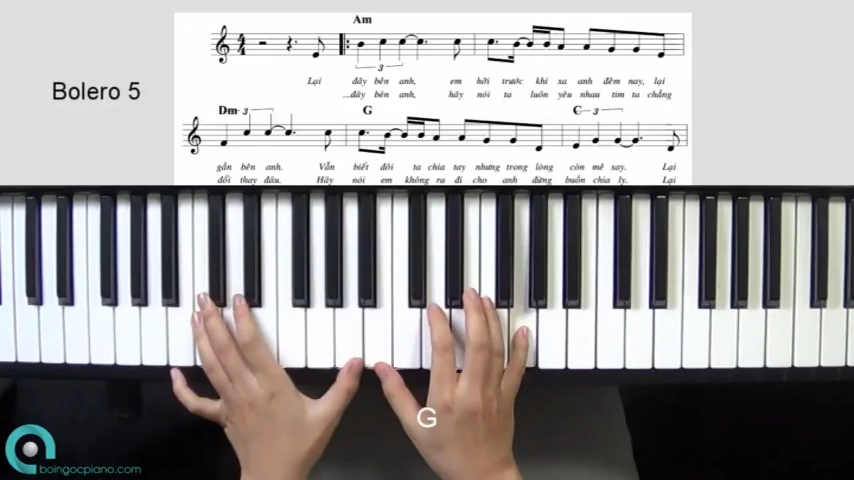 Am
Bolero 5
3
Lại đây bên anh, em hỡi trước khi xa anh đêm nay, lại
...đây bên anh, hãy nói ta luôn yêu nhau tim ta chẳng
Dm 3 G C 3
gần bên anh. Vẫn biết đôi ta chia tay nhưng trong lòng còn mê say. Lại
đổi thay đâu. Hãy nói em không ra đi cho anh đừng buồn chia ly. Lại
G
boingocpiano.com